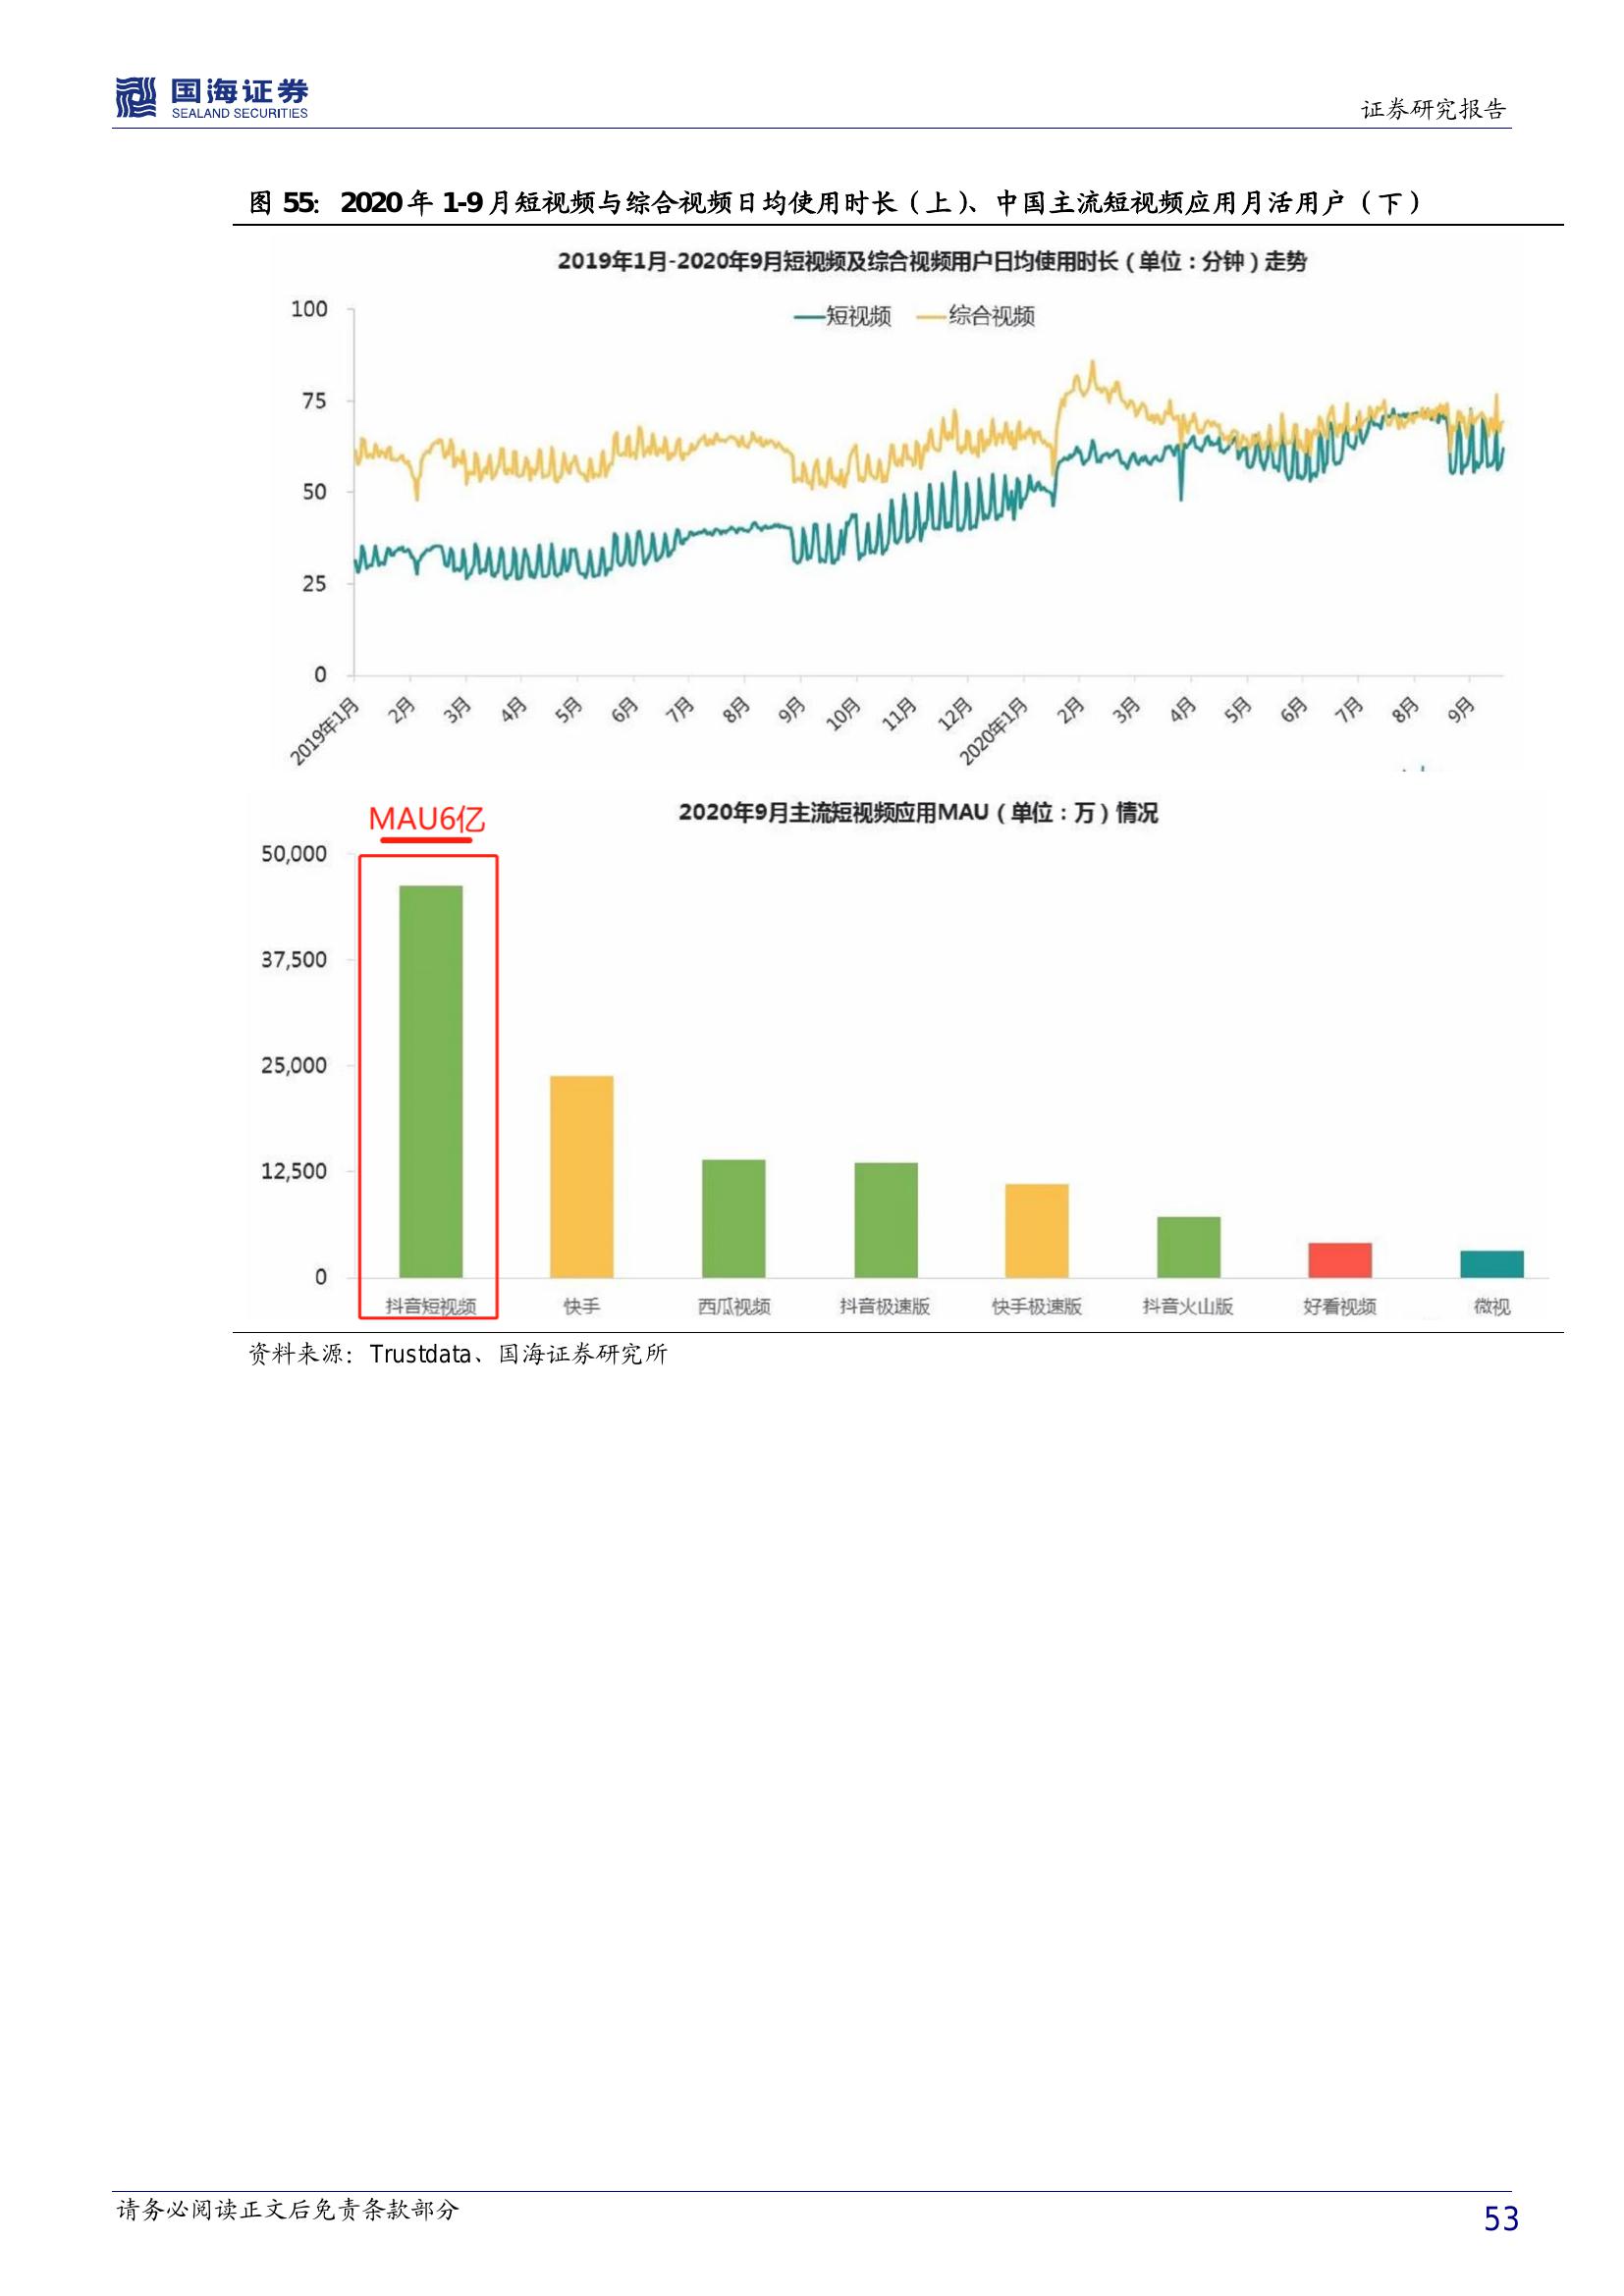 国海证券
SEALAND SECURITIES
证券研究报告
图 55：2020 年 1-9 月短视频与综合视频日均使用时长（上）、中国主流短视频应用月活用户（下）
2019年1月-2020年9月短视频及综合视频用户日均使用时长（单位：分钟）走势
短视频 综合视频
100
75
50
25
0
2019年1月 2月 3月 4月 5月 6月 7月 8月 9月 10月 11月 12月 2020年1月 2月 3月 4月 5月 6月 7月 8月 9月
MAU6亿
2020年9月主流短视频应用MAU（单位：万）情况
50,000
37,500
25,000
12,500
0
抖音短视频 快手 西瓜视频 抖音极速版 快手极速版 抖音火山版 好看视频 微视
资料来源：Trustdata、国海证券研究所
请务必阅读正文后免责条款部分
53